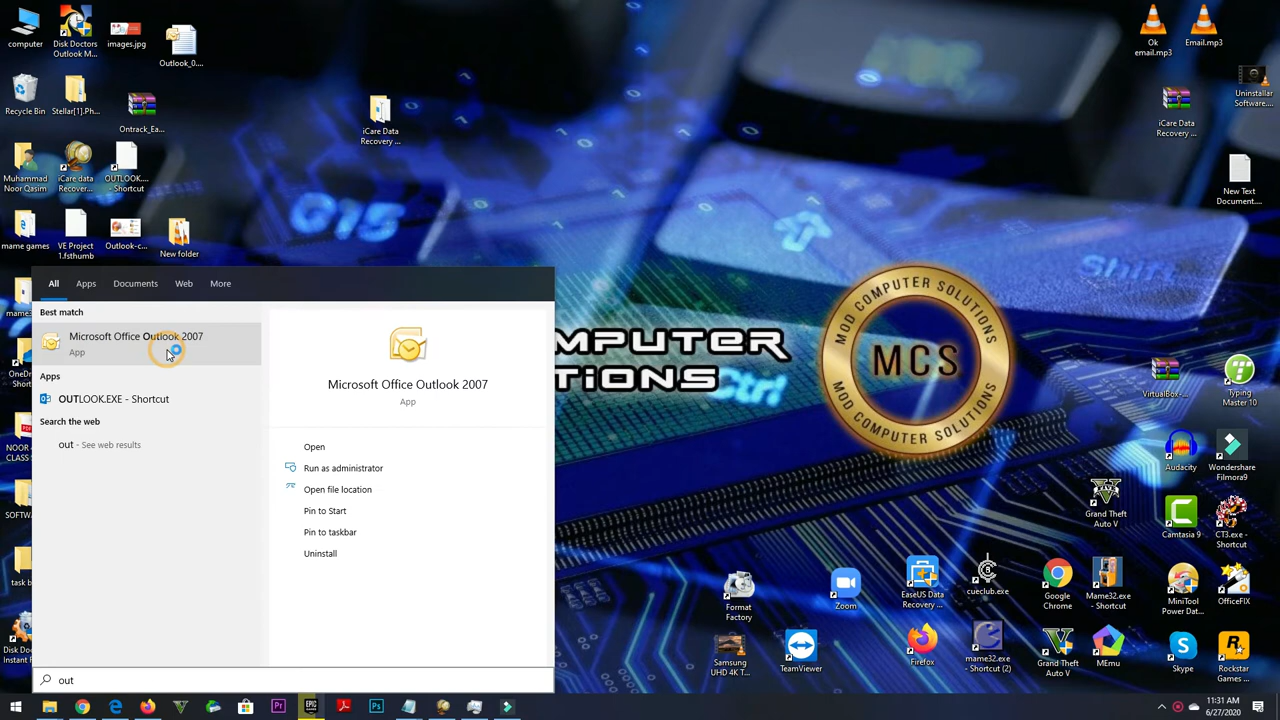 computer
Disk Doctors
Outlook M...
images.jpg
Outlook_0....
Recycle Bin
Stellar[1].Ph...
Ontrack_Ea...
iCare Data
Recovery ...
Muhammad
Noor Qasim
iCare data
Recover...
OUTLOOK....
- Shortcut
mame games
VE Project
1.fsthumb
Outlook-c...
New folder
Ok
email.mp3
Email.mp3
Uninstallar
Software....
iCare Data
Recovery ...
New Text
Document....
G15
Shift
Ctrl
All
Apps
Documents
Web
More
Best match
Microsoft Office Outlook 2007
App
Apps
OUTLOOK.EXE - Shortcut
Search the web
out - See web results
Microsoft Office Outlook 2007
App
Open
Run as administrator
Open file location
Pin to Start
Pin to taskbar
Uninstall
out
OMPUTER
TIONS
MOD COMPUTER SOLUTIONS
MCS
MOD COMPUTER SOLUTIONS
VirtualBox-...
Typing
Master 10
Audacity
Wondershare
Filmora9
Grand Theft
Auto V
Camtasia 9
CT3.exe -
Shortcut
Format
Factory
Zoom
EaseUS Data
Recovery ...
cueclub.exe
Google
Chrome
Mame32.exe
- Shortcut
MiniTool
Power Dat...
OfficeFIX
Samsung
UHD 4K T...
TeamViewer
Firefox
mame32.exe
- Shortcut (2)
Grand Theft
Auto V
MEmu
Skype
Rockstar
Games ...
EPIC
11:31 AM
6/27/2020